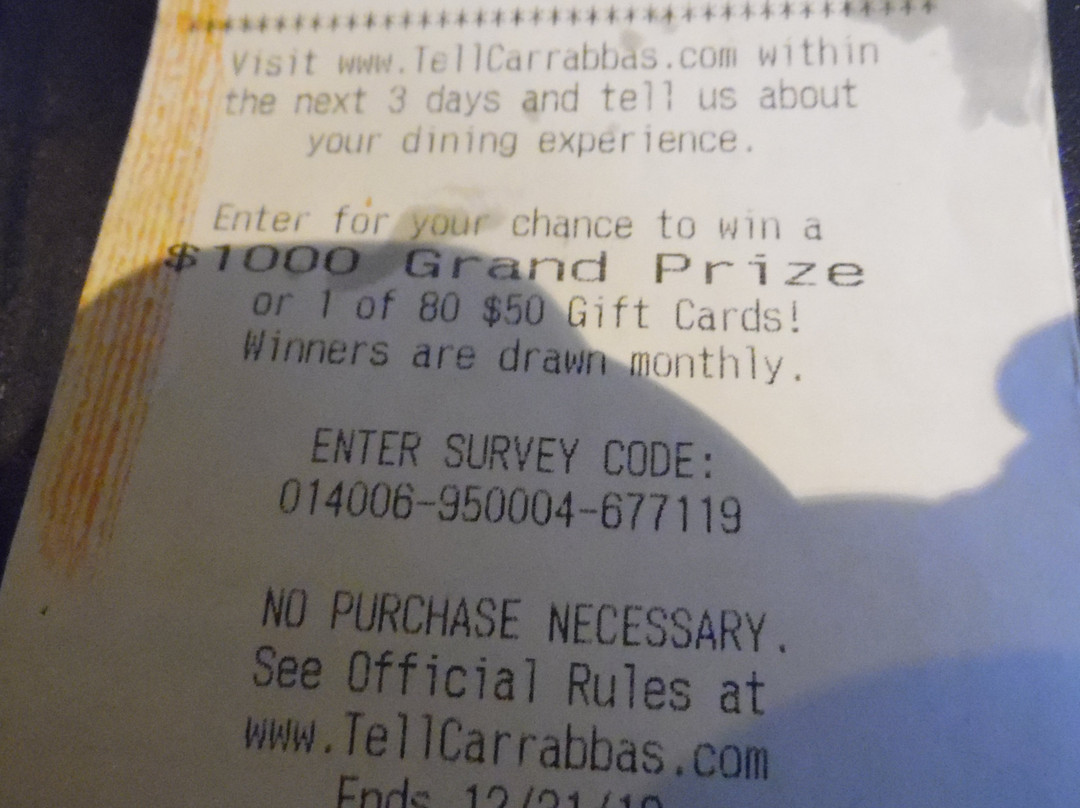 ************************************
Visit www.TellCarrabbas.com within
the next 3 days and tell us about
your dining experience.
Enter for your chance to win a
$1000 Grand Prize
or 1 of 80 $50 Gift Cards!
Winners are drawn monthly.
ENTER SURVEY CODE:
014006-950004-677119
NO PURCHASE NECESSARY.
See Official Rules at
www.TellCarrabbas.com
Ends